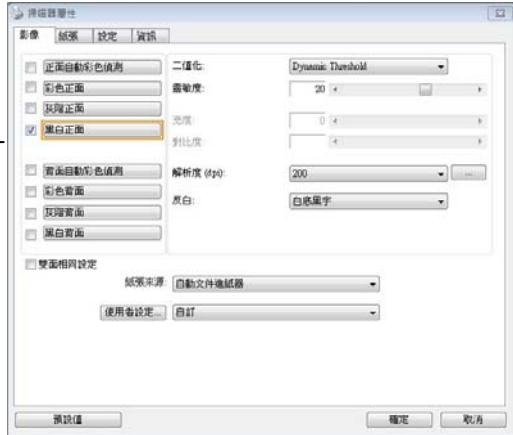 掃瞄器屬性
影像 紙張 設定 資訊
正面自動彩色偵測
彩色正面
灰階正面
黑白正面
背面自動彩色偵測
彩色背面
灰階背面
黑白背面
二值化: Dynamic Threshold
靈敏度: 20
亮度: 0
對比度:
解析度 (dpi): 200 ...
反白: 白底黑字
雙面相同設定
紙張來源: 自動文件進紙器
使用者設定... 自訂
預設值 確定 取消